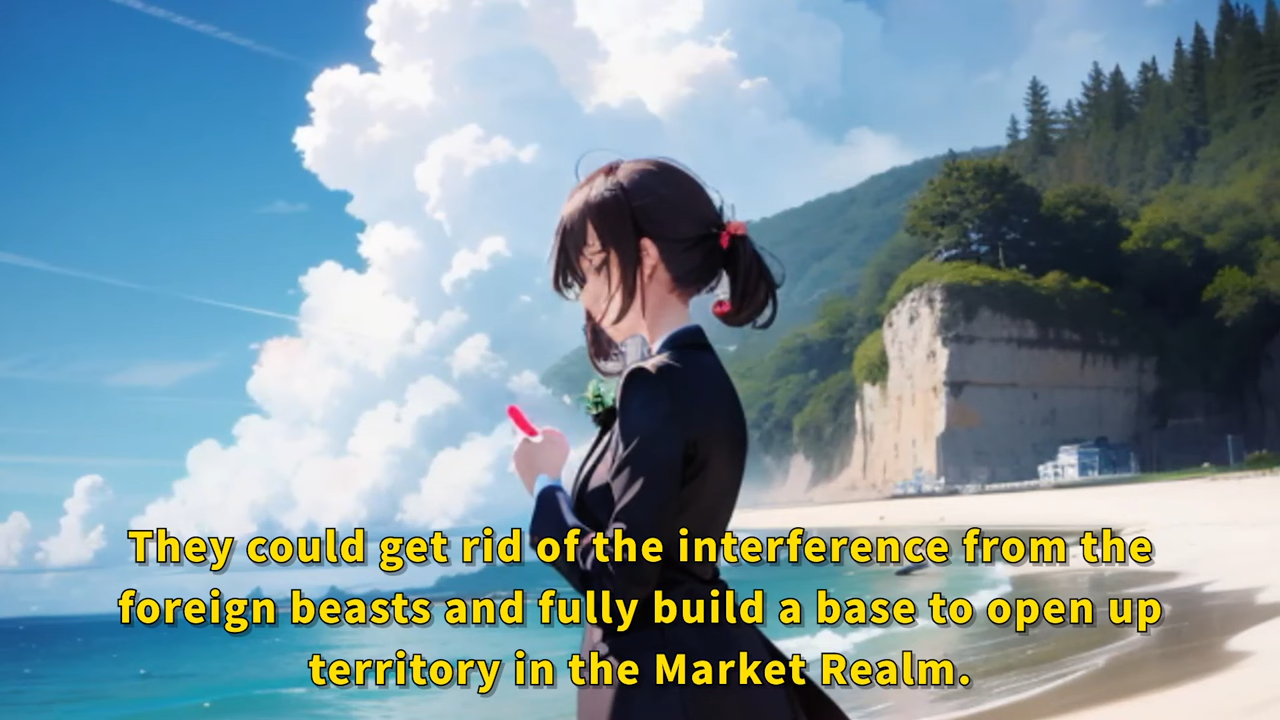 They could get rid of the interference from the
foreign beasts and fully build a base to open up
territory in the Market Realm.